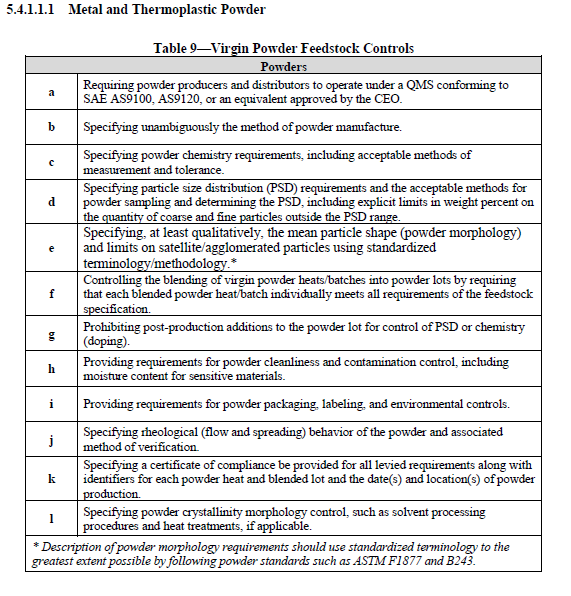 5.4.1.1.1 Metal and Thermoplastic Powder
Table 9—Virgin Powder Feedstock Controls
Powders
a
Requiring powder producers and distributors to operate under a QMS conforming to
SAE AS9100, AS9120, or an equivalent approved by the CEO.
b
Specifying unambiguously the method of powder manufacture.
c
Specifying powder chemistry requirements, including acceptable methods of
measurement and tolerance.
d
Specifying particle size distribution (PSD) requirements and the acceptable methods for
powder sampling and determining the PSD, including explicit limits in weight percent on
the quantity of coarse and fine particles outside the PSD range.
e
Specifying, at least qualitatively, the mean particle shape (powder morphology)
and limits on satellite/agglomerated particles using standardized
terminology/methodology.*
f
Controlling the blending of virgin powder heats/batches into powder lots by requiring
that each blended powder heat/batch individually meets all requirements of the feedstock
specification.
g
Prohibiting post-production additions to the powder lot for control of PSD or chemistry
(doping).
h
Providing requirements for powder cleanliness and contamination control, including
moisture content for sensitive materials.
i
Providing requirements for powder packaging, labeling, and environmental controls.
j
Specifying rheological (flow and spreading) behavior of the powder and associated
method of verification.
k
Specifying a certificate of compliance be provided for all levied requirements along with
identifiers for each powder heat and blended lot and the date(s) and location(s) of powder
production.
l
Specifying powder crystallinity morphology control, such as solvent processing
procedures and heat treatments, if applicable.
* Description of powder morphology requirements should use standardized terminology to the
greatest extent possible by following powder standards such as ASTM F1877 and B243.